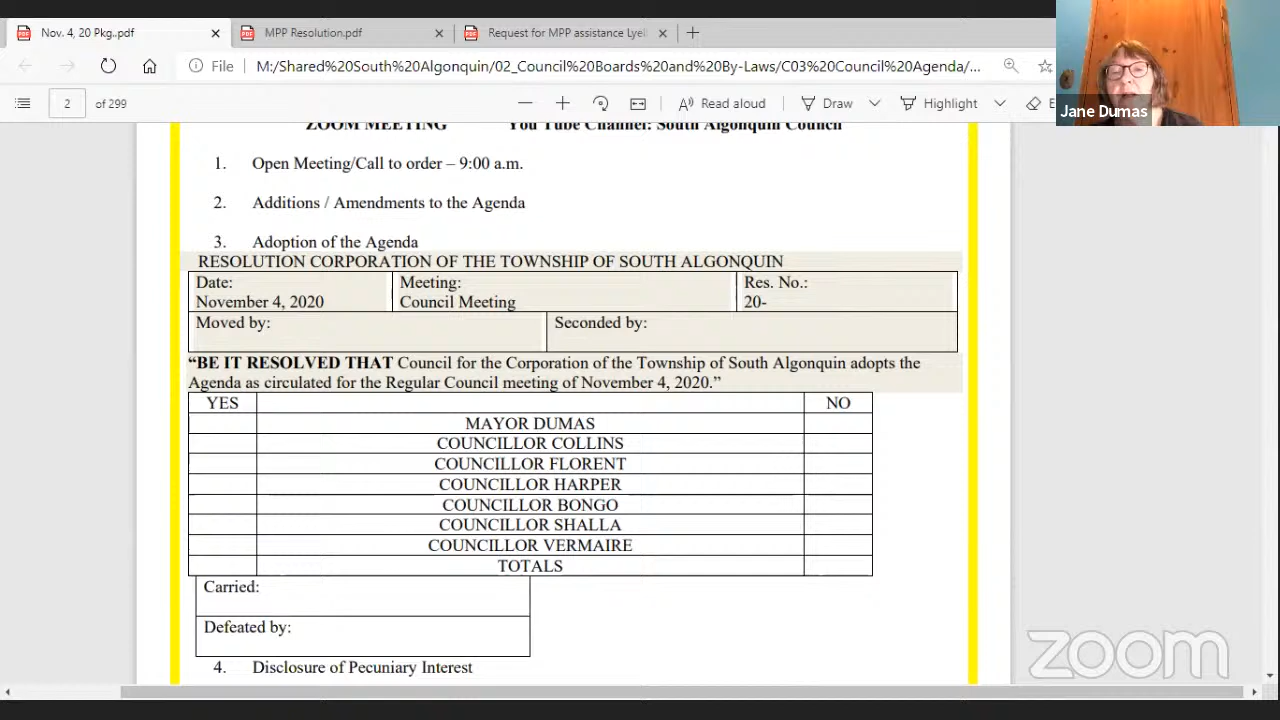 Nov. 4, 20 Pkg..pdf
MPP Resolution.pdf
Request for MPP assistance Lyell
File
M:/Shared%20South%20Algonquin/02_Council%20Boards%20and%20By-Laws/C03%20Council%20Agenda/...
2 of 299
Read aloud
Draw
Highlight
Jane Dumas
ZOOM MEETING You Tube Channel: South Algonquin Council
1. Open Meeting/Call to order – 9:00 a.m.
2. Additions / Amendments to the Agenda
3. Adoption of the Agenda
RESOLUTION CORPORATION OF THE TOWNSHIP OF SOUTH ALGONQUIN
Date: Meeting: Res. No.:
November 4, 2020 Council Meeting 20-
Moved by: Seconded by:
“BE IT RESOLVED THAT Council for the Corporation of the Township of South Algonquin adopts the
Agenda as circulated for the Regular Council meeting of November 4, 2020.”
YES NO
MAYOR DUMAS
COUNCILLOR COLLINS
COUNCILLOR FLORENT
COUNCILLOR HARPER
COUNCILLOR BONGO
COUNCILLOR SHALLA
COUNCILLOR VERMAIRE
TOTALS
Carried:
Defeated by:
4. Disclosure of Pecuniary Interest
zoom